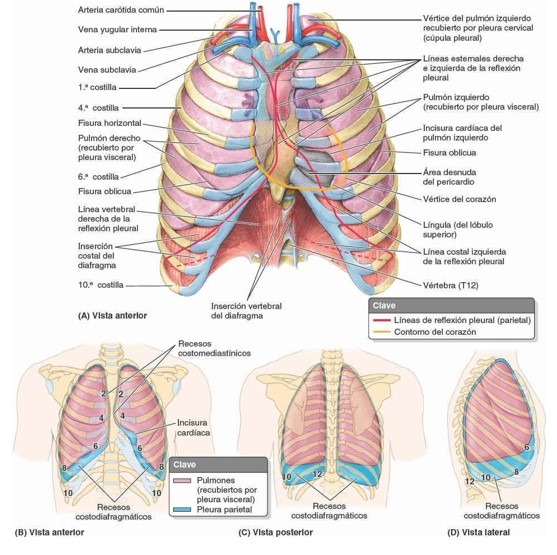 Arteria carótida común
Vena yugular interna
Arteria subclavia
Vena subclavia
1.ª costilla
4.ª costilla
Fisura horizontal
Pulmón derecho
(recubierto por
pleura visceral)
6.ª costilla
Fisura oblicua
Línea vertebral
derecha de la
reflexión pleural
Inserción
costal del
diafragma
10.ª costilla
(A) Vista anterior
Inserción vertebral
del diafragma
Vértice del pulmón izquierdo
recubierto por pleura cervical
(cúpula pleural)
Líneas esternales derecha
e izquierda de la reflexión
pleural
Pulmón izquierdo
(recubierto por pleura visceral)
Incisura cardíaca del
pulmón izquierdo
Fisura oblicua
Área desnuda
del pericardio
Vértice del corazón
Língula (del lóbulo
superior)
Línea costal izquierda
de la reflexión pleural
Vértebra (T12)
Clave
Líneas de reflexión pleural (parietal)
Contorno del corazón
Recesos
costomediastínicos
2
4
6
8
10
Incisura
cardíaca
6
8
10
Recesos
costodiafragmáticos
(B) Vista anterior
Clave
Pulmones
(recubiertos por
pleura visceral)
Pleura parietal
10
12
Recesos
costodiafragmáticos
(C) Vista posterior
6
8
10
12
Recesos
costodiafragmáticos
(D) Vista lateral